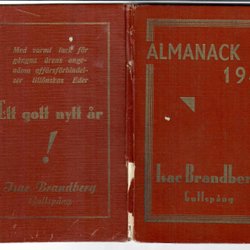 Med varmt tack för
gångna årens ange-
näma affärsförbindel-
ser tillönskas Eder
Ett gott nytt år
!
Isac Brandberg
Gullspång
ALMANACK
19
Isac Brandber
Gullspång